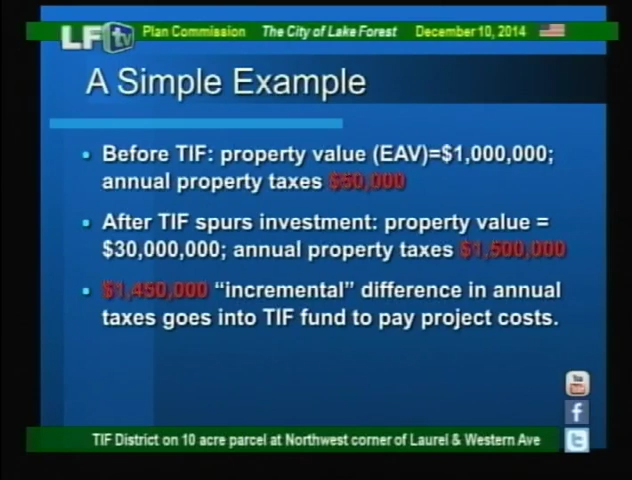 LFtv Plan Commission The City of Lake Forest December 10, 2014
A Simple Example
• Before TIF: property value (EAV)=$1,000,000;
annual property taxes $50,000
• After TIF spurs investment: property value =
$30,000,000; annual property taxes $1,500,000
• $1,450,000 “incremental” difference in annual
taxes goes into TIF fund to pay project costs.
You
Tube
f
t
TIF District on 10 acre parcel at Northwest corner of Laurel & Western Ave